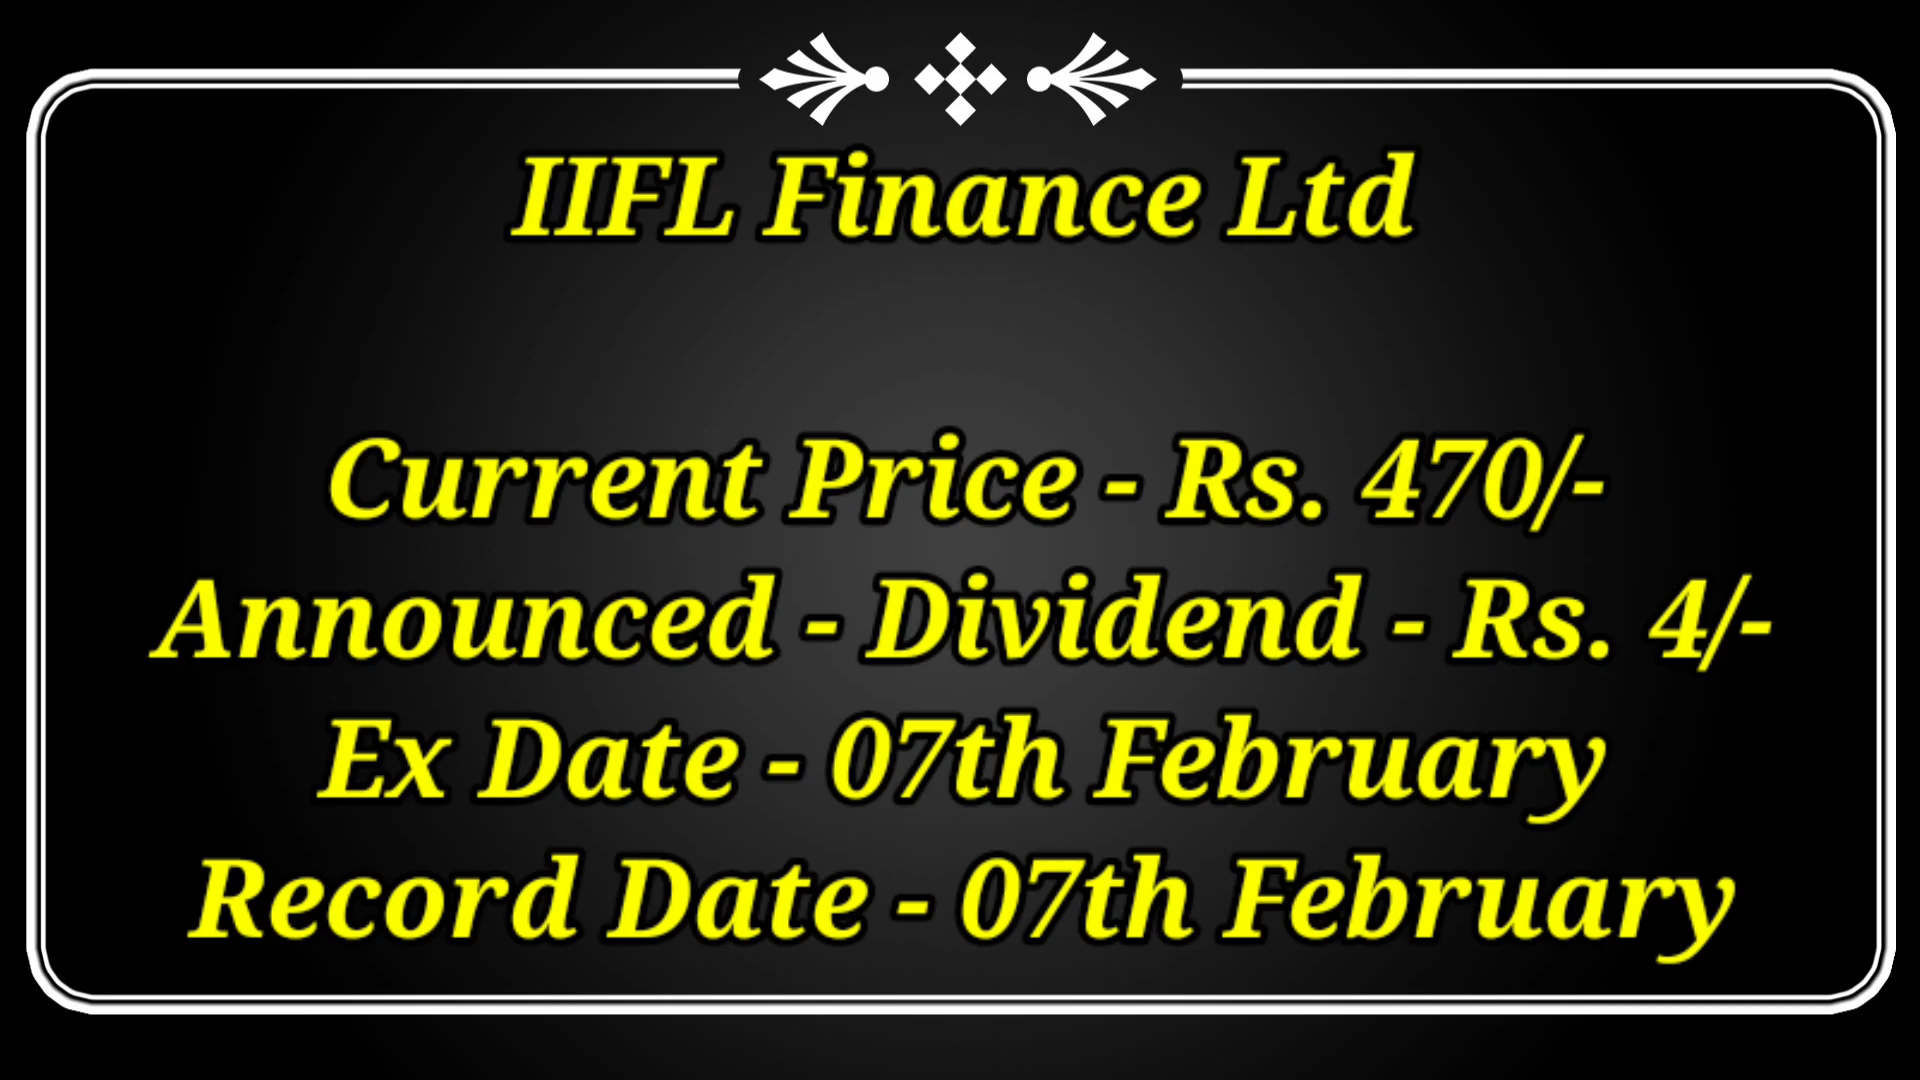 IIFL Finance Ltd
Current Price - Rs. 470/-
Announced - Dividend - Rs. 4/-
Ex Date - 07th February
Record Date - 07th February